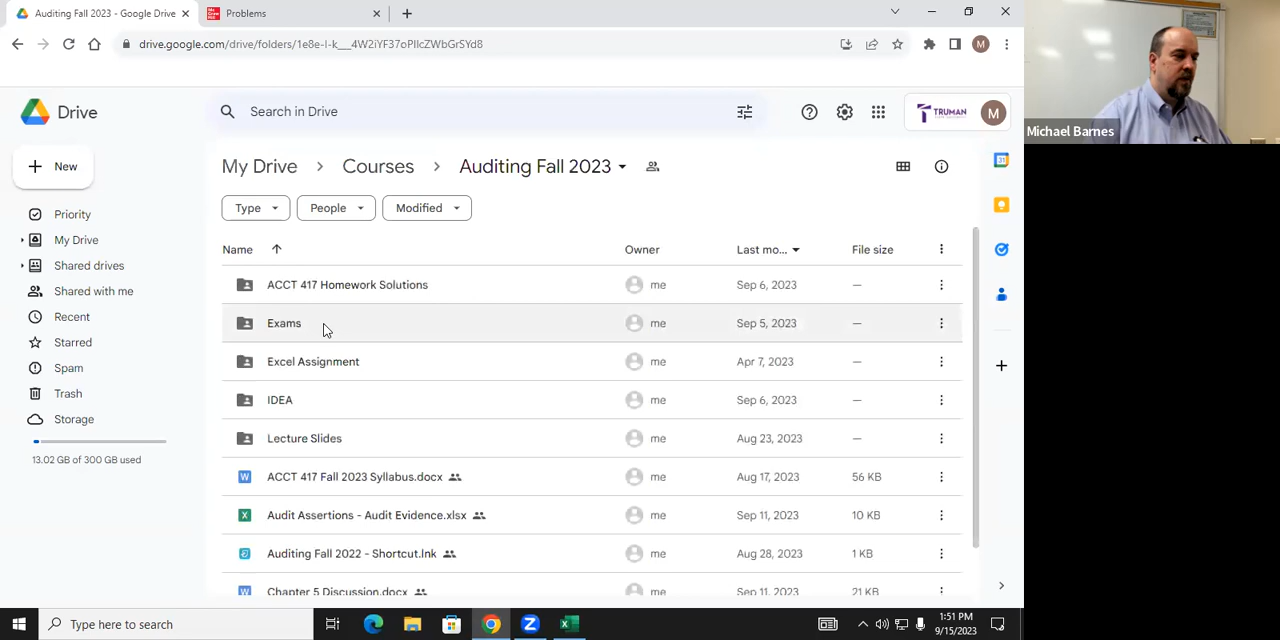 Auditing Fall 2023 - Google Drive
Problems
drive.google.com/drive/folders/1e8e-l-k___4W2iYF37oPIlcZWbGrSYd8
M
Drive
Search in Drive
TRUMAN
M
New
My Drive
Courses
Auditing Fall 2023
Type
People
Modified
Priority
My Drive
Shared drives
Shared with me
Recent
Starred
Spam
Trash
Storage
13.02 GB of 300 GB used
Name
Owner
Last mo...
File size
ACCT 417 Homework Solutions
me
Sep 6, 2023
—
Exams
me
Sep 5, 2023
—
Excel Assignment
me
Apr 7, 2023
—
IDEA
me
Sep 6, 2023
—
Lecture Slides
me
Aug 23, 2023
—
ACCT 417 Fall 2023 Syllabus.docx
me
Aug 17, 2023
56 KB
Audit Assertions - Audit Evidence.xlsx
me
Sep 11, 2023
10 KB
Auditing Fall 2022 - Shortcut.lnk
me
Aug 28, 2023
1 KB
Chapter 5 Discussion.docx
me
Sep 11, 2023
21 KB
31
Michael Barnes
Type here to search
1:51 PM
9/15/2023